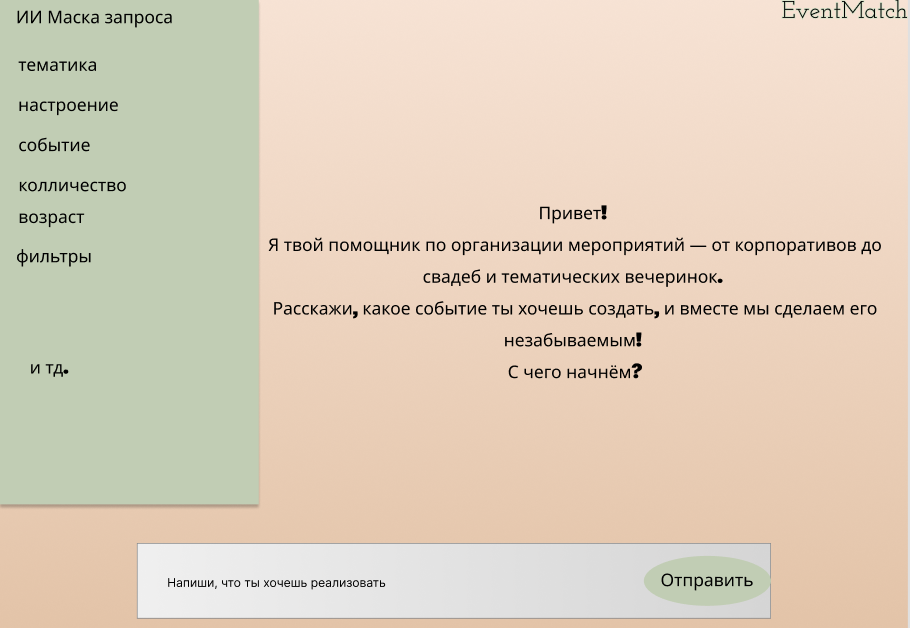 ИИ Маска запроса
EventMatch
тематика
настроение
событие
колличество
возраст
фильтры
и тд.
Привет!
Я твой помощник по организации мероприятий — от корпоративов до
свадеб и тематических вечеринок.
Расскажи, какое событие ты хочешь создать, и вместе мы сделаем его
незабываемым!
С чего начнём?
Напиши, что ты хочешь реализовать
Отправить